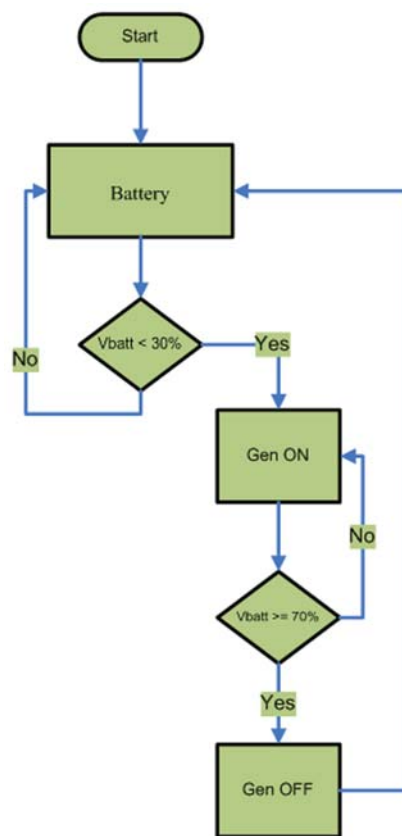 Start
Battery
Vbatt < 30%
Yes
No
Gen ON
No
Vbatt >= 70%
Yes
Gen OFF